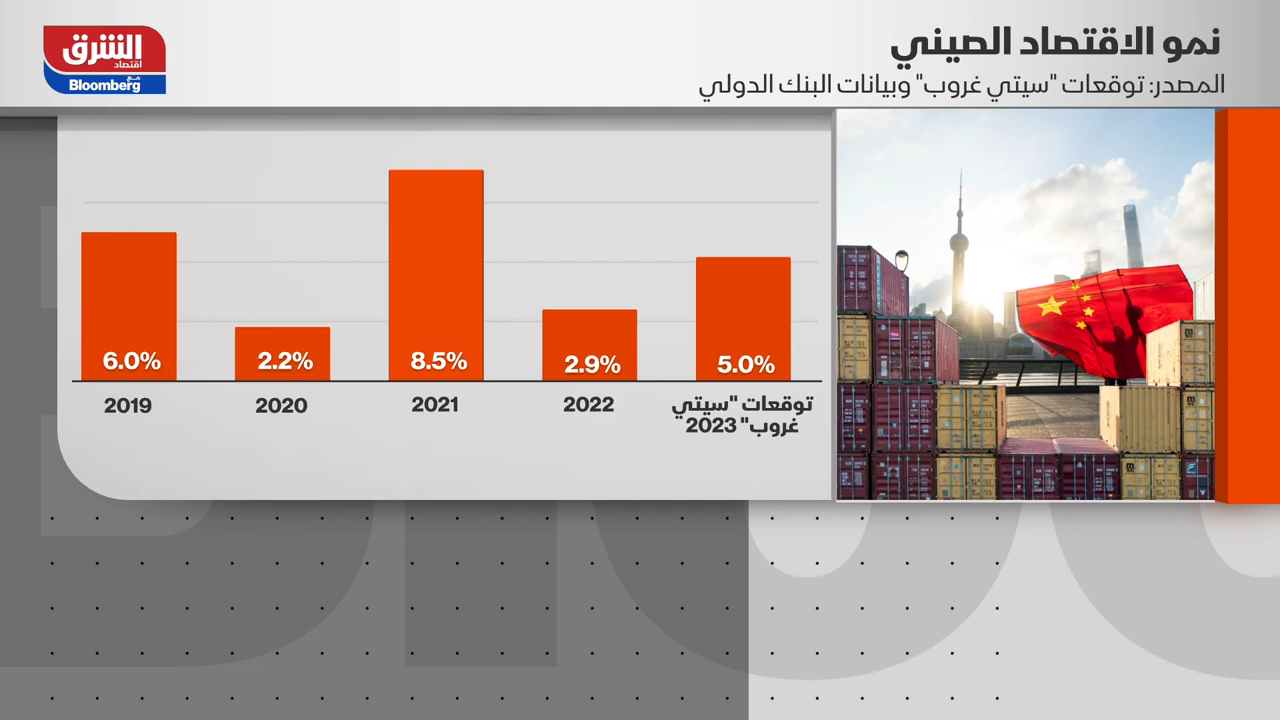 نمو الاقتصاد الصيني
المصدر: توقعات "سيتي غروب" وبيانات البنك الدولي
الشرق
اقتصاد
مع
Bloomberg
6.0%
2.2%
8.5%
2.9%
5.0%
2019
2020
2021
2022
توقعات "سيتي
غروب" 2023